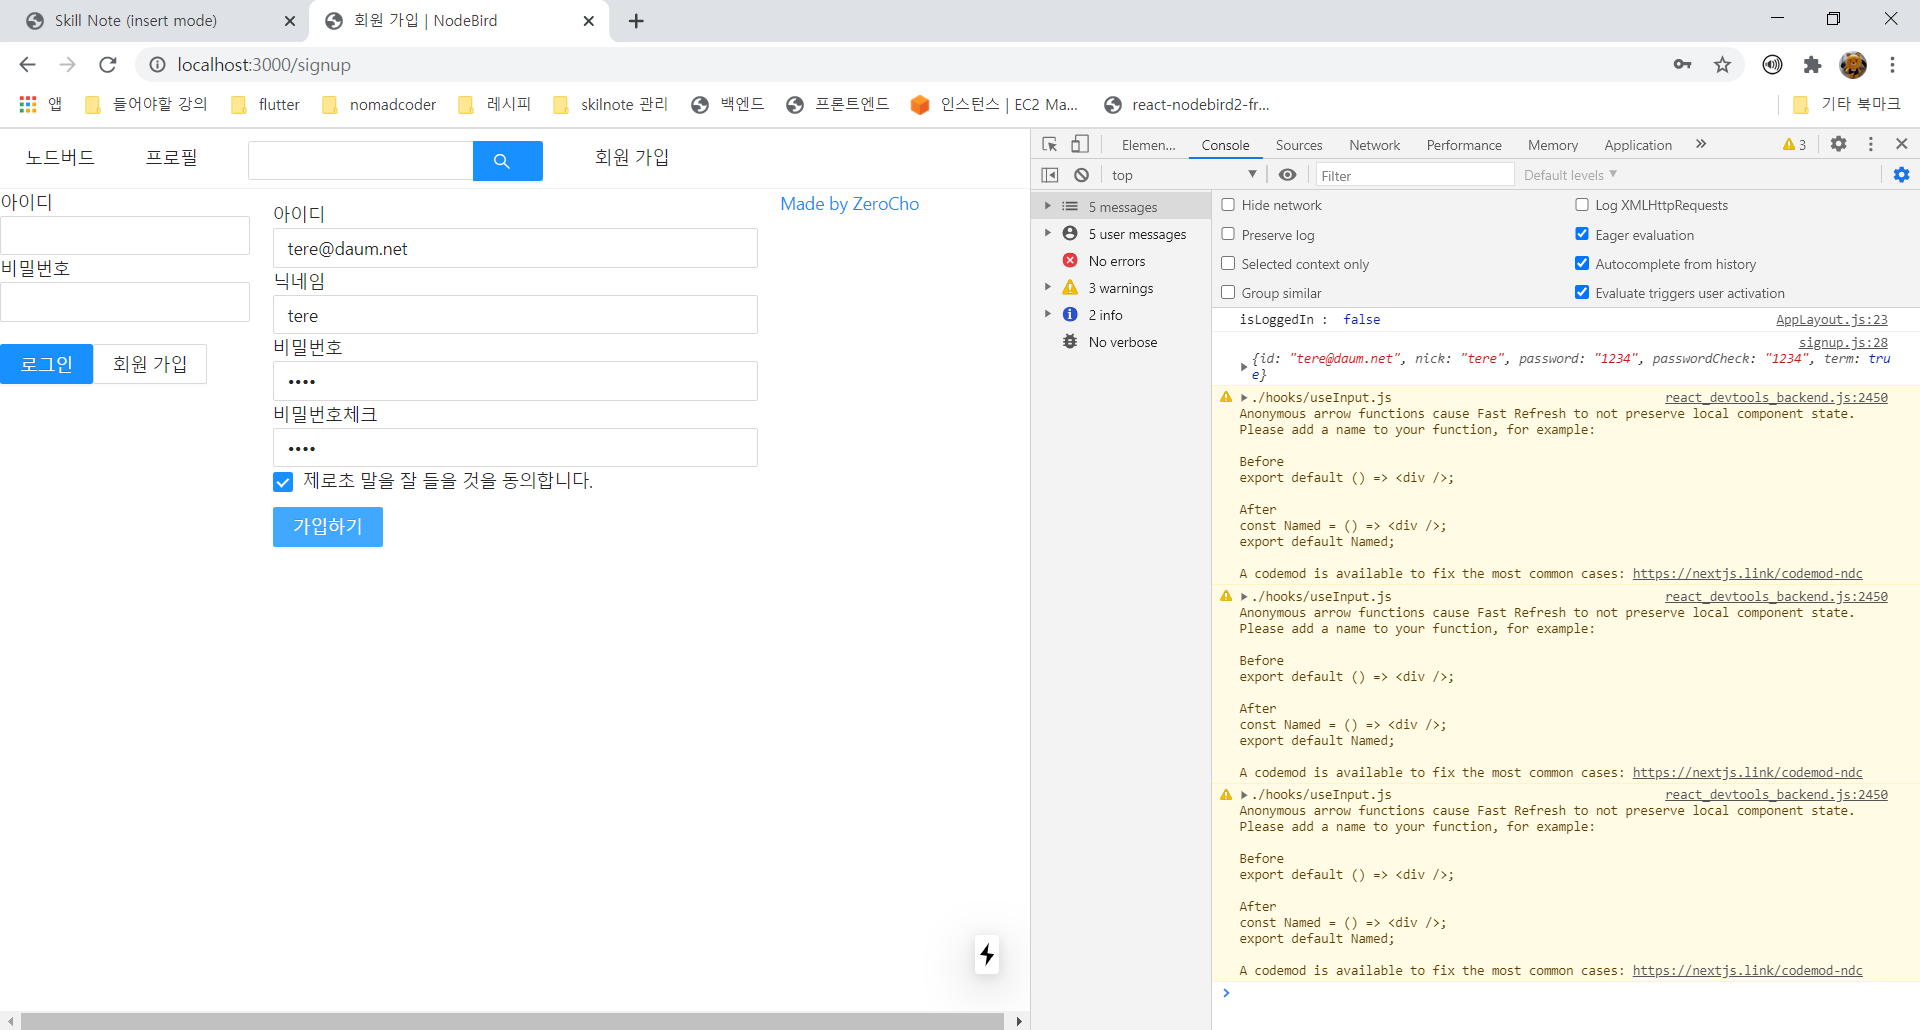 Skill Note (insert mode)
회원 가입 | NodeBird
localhost:3000/signup
앱
들어야할 강의
flutter
nomadcoder
레시피
skilnote 관리
백엔드
프론트엔드
인스턴스 | EC2 Ma...
react-nodebird2-fr...
기타 북마크
노드버드
프로필
회원 가입
아이디
비밀번호
로그인
회원 가입
아이디
tere@daum.net
닉네임
tere
비밀번호
••••
비밀번호체크
••••
제로초 말을 잘 들을 것을 동의합니다.
가입하기
Made by ZeroCho
Elemen...
Console
Sources
Network
Performance
Memory
Application
»
3
top
Filter
Default levels
5 messages
5 user messages
No errors
3 warnings
2 info
No verbose
Hide network
Log XMLHttpRequests
Preserve log
Eager evaluation
Selected context only
Autocomplete from history
Group similar
Evaluate triggers user activation
isLoggedIn :  false
AppLayout.js:23
signup.js:28
{id: "tere@daum.net", nick: "tere", password: "1234", passwordCheck: "1234", term: tru
e}
./hooks/useInput.js
react_devtools_backend.js:2450
Anonymous arrow functions cause Fast Refresh to not preserve local component state.
Please add a name to your function, for example:
Before
export default () => <div />;
After
const Named = () => <div />;
export default Named;
A codemod is available to fix the most common cases: https://nextjs.link/codemod-ndc
./hooks/useInput.js
react_devtools_backend.js:2450
Anonymous arrow functions cause Fast Refresh to not preserve local component state.
Please add a name to your function, for example:
Before
export default () => <div />;
After
const Named = () => <div />;
export default Named;
A codemod is available to fix the most common cases: https://nextjs.link/codemod-ndc
./hooks/useInput.js
react_devtools_backend.js:2450
Anonymous arrow functions cause Fast Refresh to not preserve local component state.
Please add a name to your function, for example:
Before
export default () => <div />;
After
const Named = () => <div />;
export default Named;
A codemod is available to fix the most common cases: https://nextjs.link/codemod-ndc